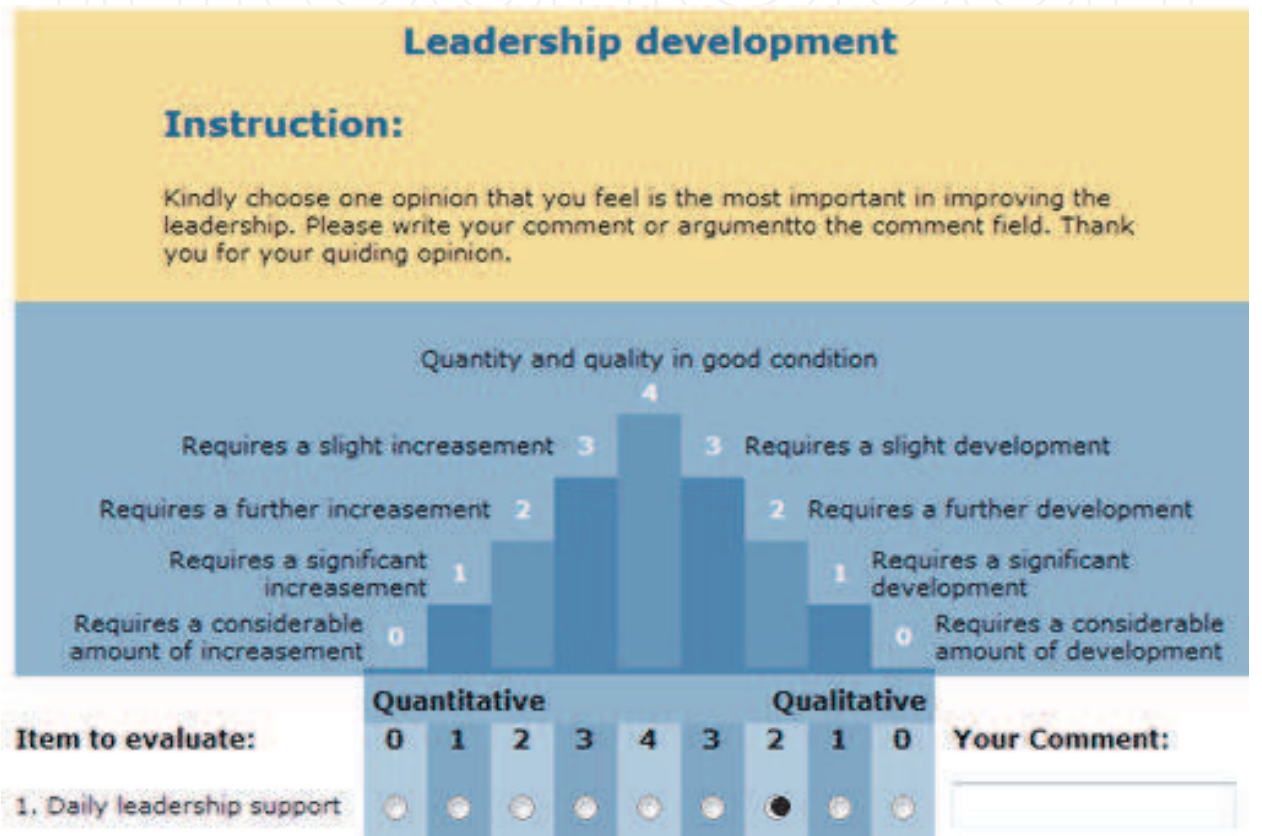 Leadership development
Instruction:
Kindly choose one opinion that you feel is the most important in improving the
leadership. Please write your comment or argumentto the comment field. Thank
you for your quiding opinion.
Quantity and quality in good condition
4
Requires a slight increasement 3 3 Requires a slight development
Requires a further increasement 2 2 Requires a further development
Requires a significant
increasement 1 1 Requires a significant
development
Requires a considerable
amount of increasement 0 0 Requires a considerable
amount of development
Quantitative Qualitative
Item to evaluate: 0 1 2 3 4 3 2 1 0 Your Comment:
1. Daily leadership support